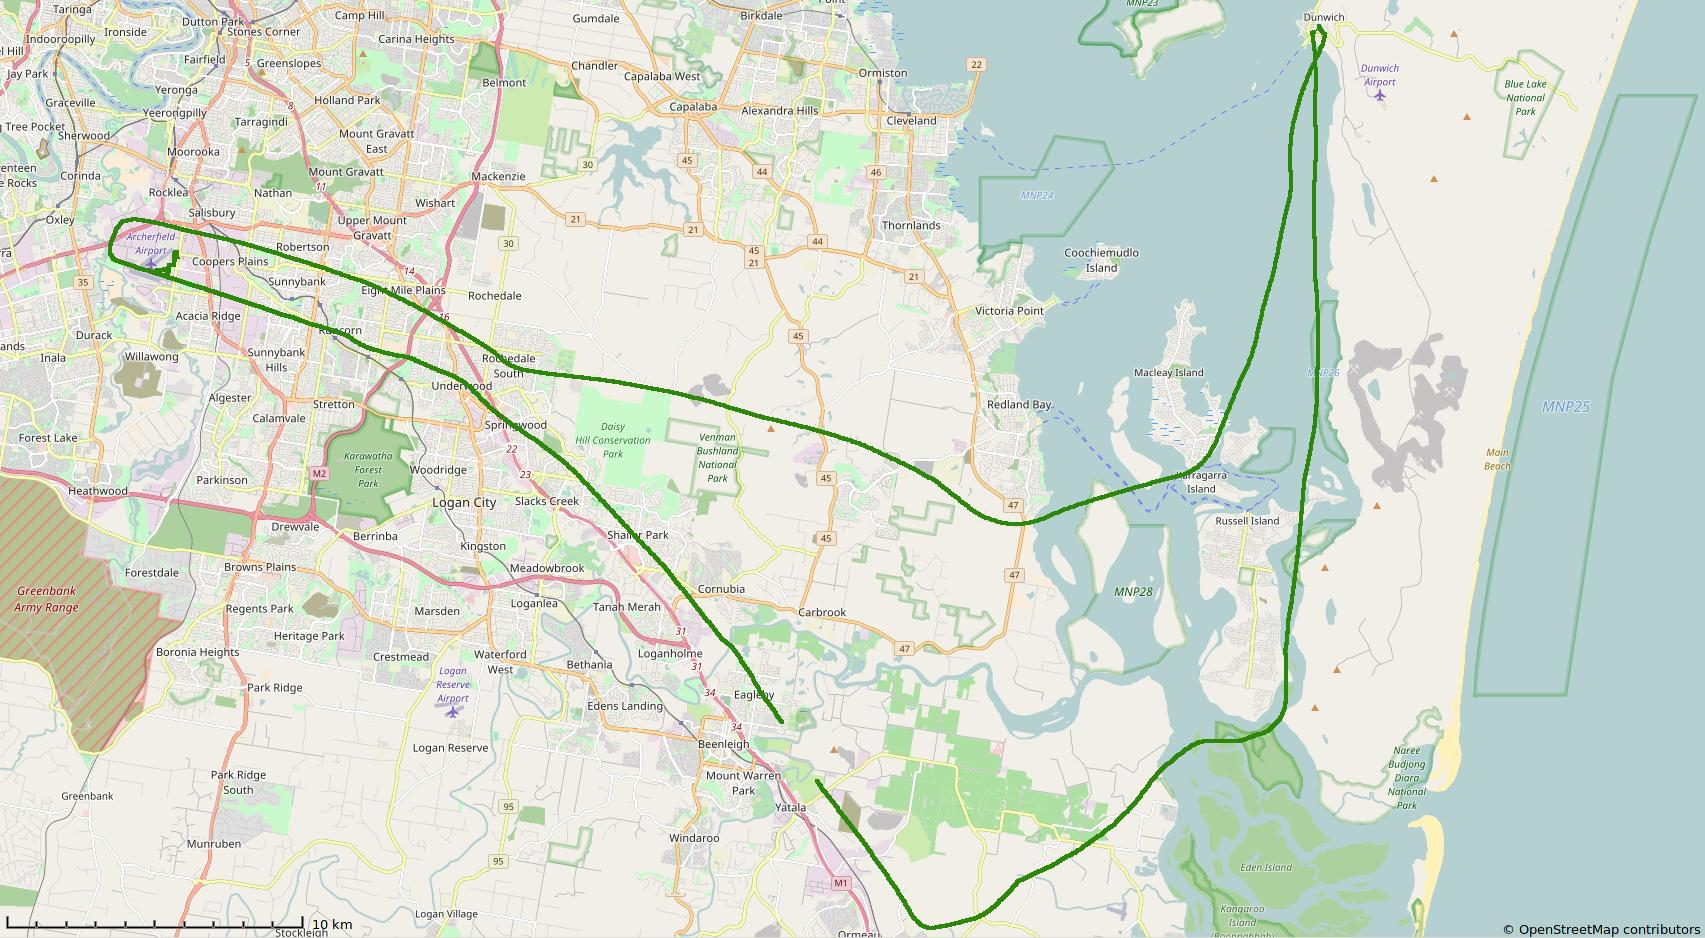 MNP23
Taringa
Dutton Park
Camp Hill
Gumdale
Birkdale
Point
Dunwich
Indooroopilly
Ironside
Stones Corner
Carina Heights
el Hill
Fairfield
5
Greenslopes
Chandler
Capalaba West
Ormiston
22
Jay Park
Yeronga
Belmont
Dunwich
Airport
Blue Lake
National
Park
Graceville
Yeerongpilly
8
Holland Park
Capalaba
Alexandra Hills
Cleveland
g Tree Pocket
Sherwood
Tarragindi
Mount Gravatt
East
Moorooka
45
30
44
46
MNP24
enteen
e Rocks
Corinda
Nathan
Mount Gravatt
11
Mackenzie
Rocklea
Wishart
Oxley
Salisbury
Upper Mount
Gravatt
21
21
Thornlands
Archerfield
Airport
Robertson
30
44
45
21
Coochiemudlo
Island
rra
Coopers Plains
14
21
35
Sunnybank
Eight Mile Plains
Rochedale
Victoria Point
Acacia Ridge
16
Durack
Runcorn
45
ands
Inala
Willawong
Sunnybank
Hills
Rochedale
South
Macleay Island
MNP26
Underwood
Algester
Stretton
Redland Bay
MNP25
Calamvale
Springwood
Daisy
Hill Conservation
Park
Venman
Bushland
National
Park
Forest Lake
22
Main
Beach
Karawatha
Forest
Park
Woodridge
M2
23
45
Karragarra
Island
Heathwood
Parkinson
Logan City
Slacks Creek
47
Drewvale
Berrinba
Shailer Park
45
Russell Island
Kingston
Forestdale
Browns Plains
Meadowbrook
47
Greenbank
Army Range
Cornubia
MNP28
Regents Park
Marsden
Loganlea
Tanah Merah
Carbrook
Heritage Park
31
Boronia Heights
Crestmead
Waterford
West
Bethania
Loganholme
31
47
Logan
Reserve
Airport
Park Ridge
34
Eagleby
Edens Landing
34
Logan Reserve
Beenleigh
Naree
Budjong
Djara
National
Park
Park Ridge
South
Mount Warren
Park
Greenbank
95
Yatala
Munruben
Windaroo
95
Eden Island
M1
Logan Village
Kangaroo
Island
10 km
Stockleigh
Ormeau
© OpenStreetMap contributors